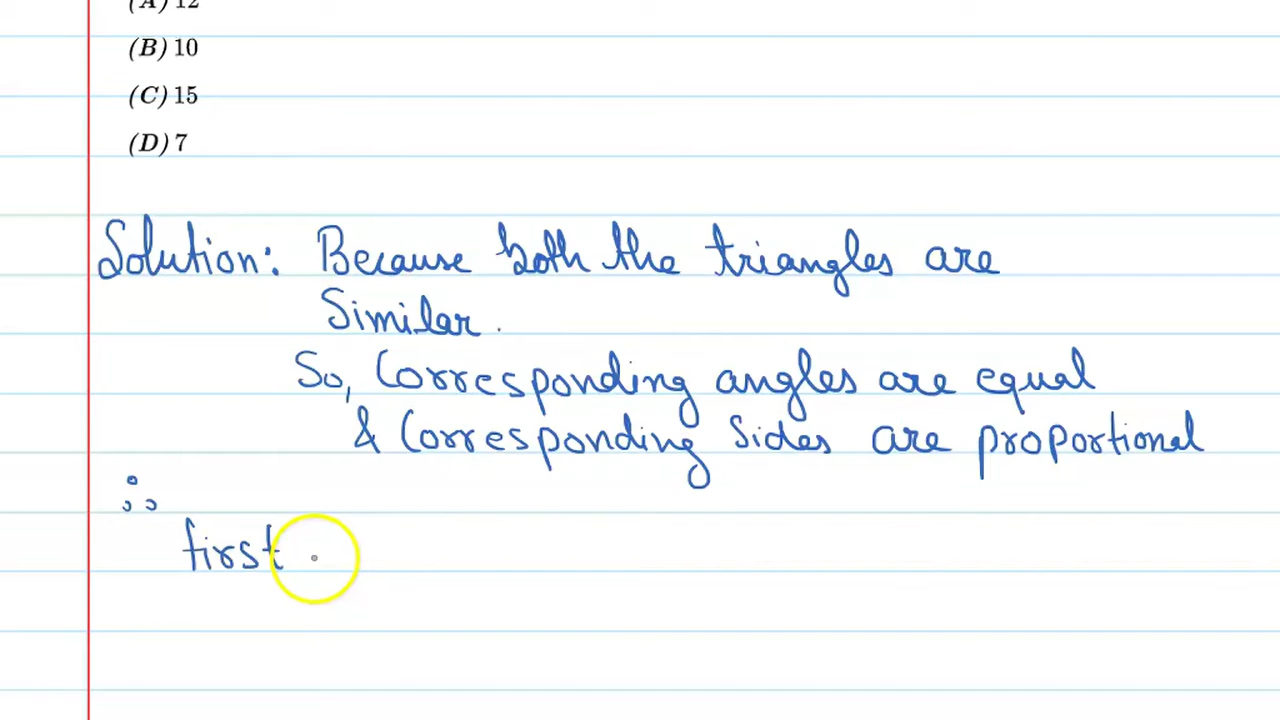 (A) 12
(B) 10
(C) 15
(D) 7
Solution: Because both the triangles are
Similar.
So, Corresponding angles are equal
& Corresponding Sides are proportional
∴
first